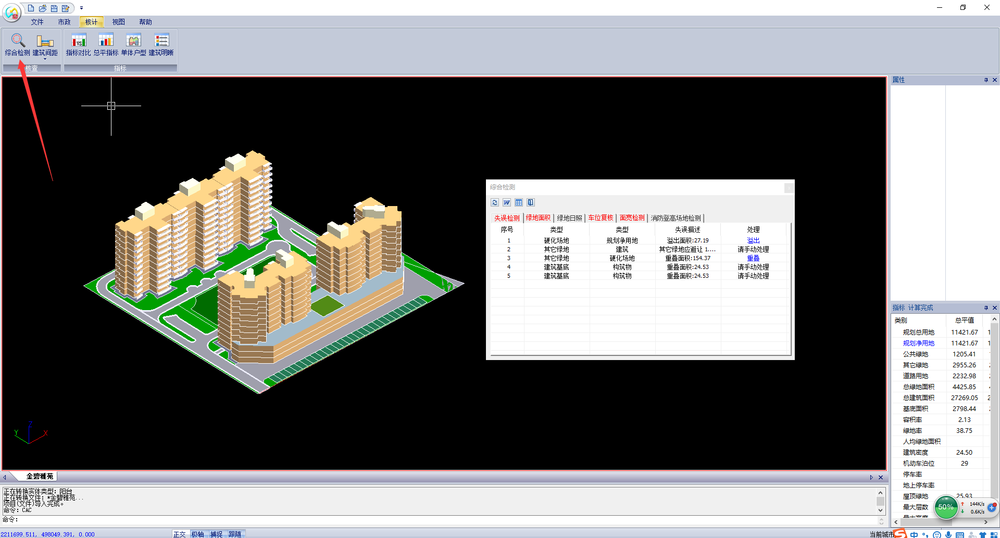 文件 市政 核计 视图 帮助
综合检测 建筑间距 指标对比 总平指标 单体户型 建筑明晰
核查 指标
属性
综合检测
失误检测 绿地面积 绿地日照 车位复核 面宽检测 消防登高场地检测
序号 类型 类型 失误描述 处理
1 硬化场地 规划净用地 溢出面积:27.19 溢出
2 其它绿地 建筑 其它绿地应避让 1.... 请手动处理
3 其它绿地 硬化场地 重叠面积:154.37 重叠
4 建筑基底 构筑物 重叠面积:24.53 请手动处理
5 建筑基底 构筑物 重叠面积:24.53 请手动处理
Z
Y X
指标 计算完成
类别 总平值
规划总用地 11421.67 1
规划净用地 11421.67 1
公共绿地 1205.41
其它绿地 2955.26
道路用地 2232.98
总绿地面积 4425.85
总建筑面积 27269.05 2
基底面积 2798.44
容积率 2.13
绿地率 38.75
人均绿地面积
建筑密度 24.50
机动车泊位 29
停车率
地上停车率
屋顶绿地 25.93
最大层数
50% 144K/s
0.6K/s
金碧雅苑
正在转换实体类型: 阳台
正在转换文件: *金碧雅苑...
项目(文件)导入完成。
命令: CAC
命令:
2211699.511, 498049.391, 0.000 正交 极轴 捕捉 跟随 当前城市 中